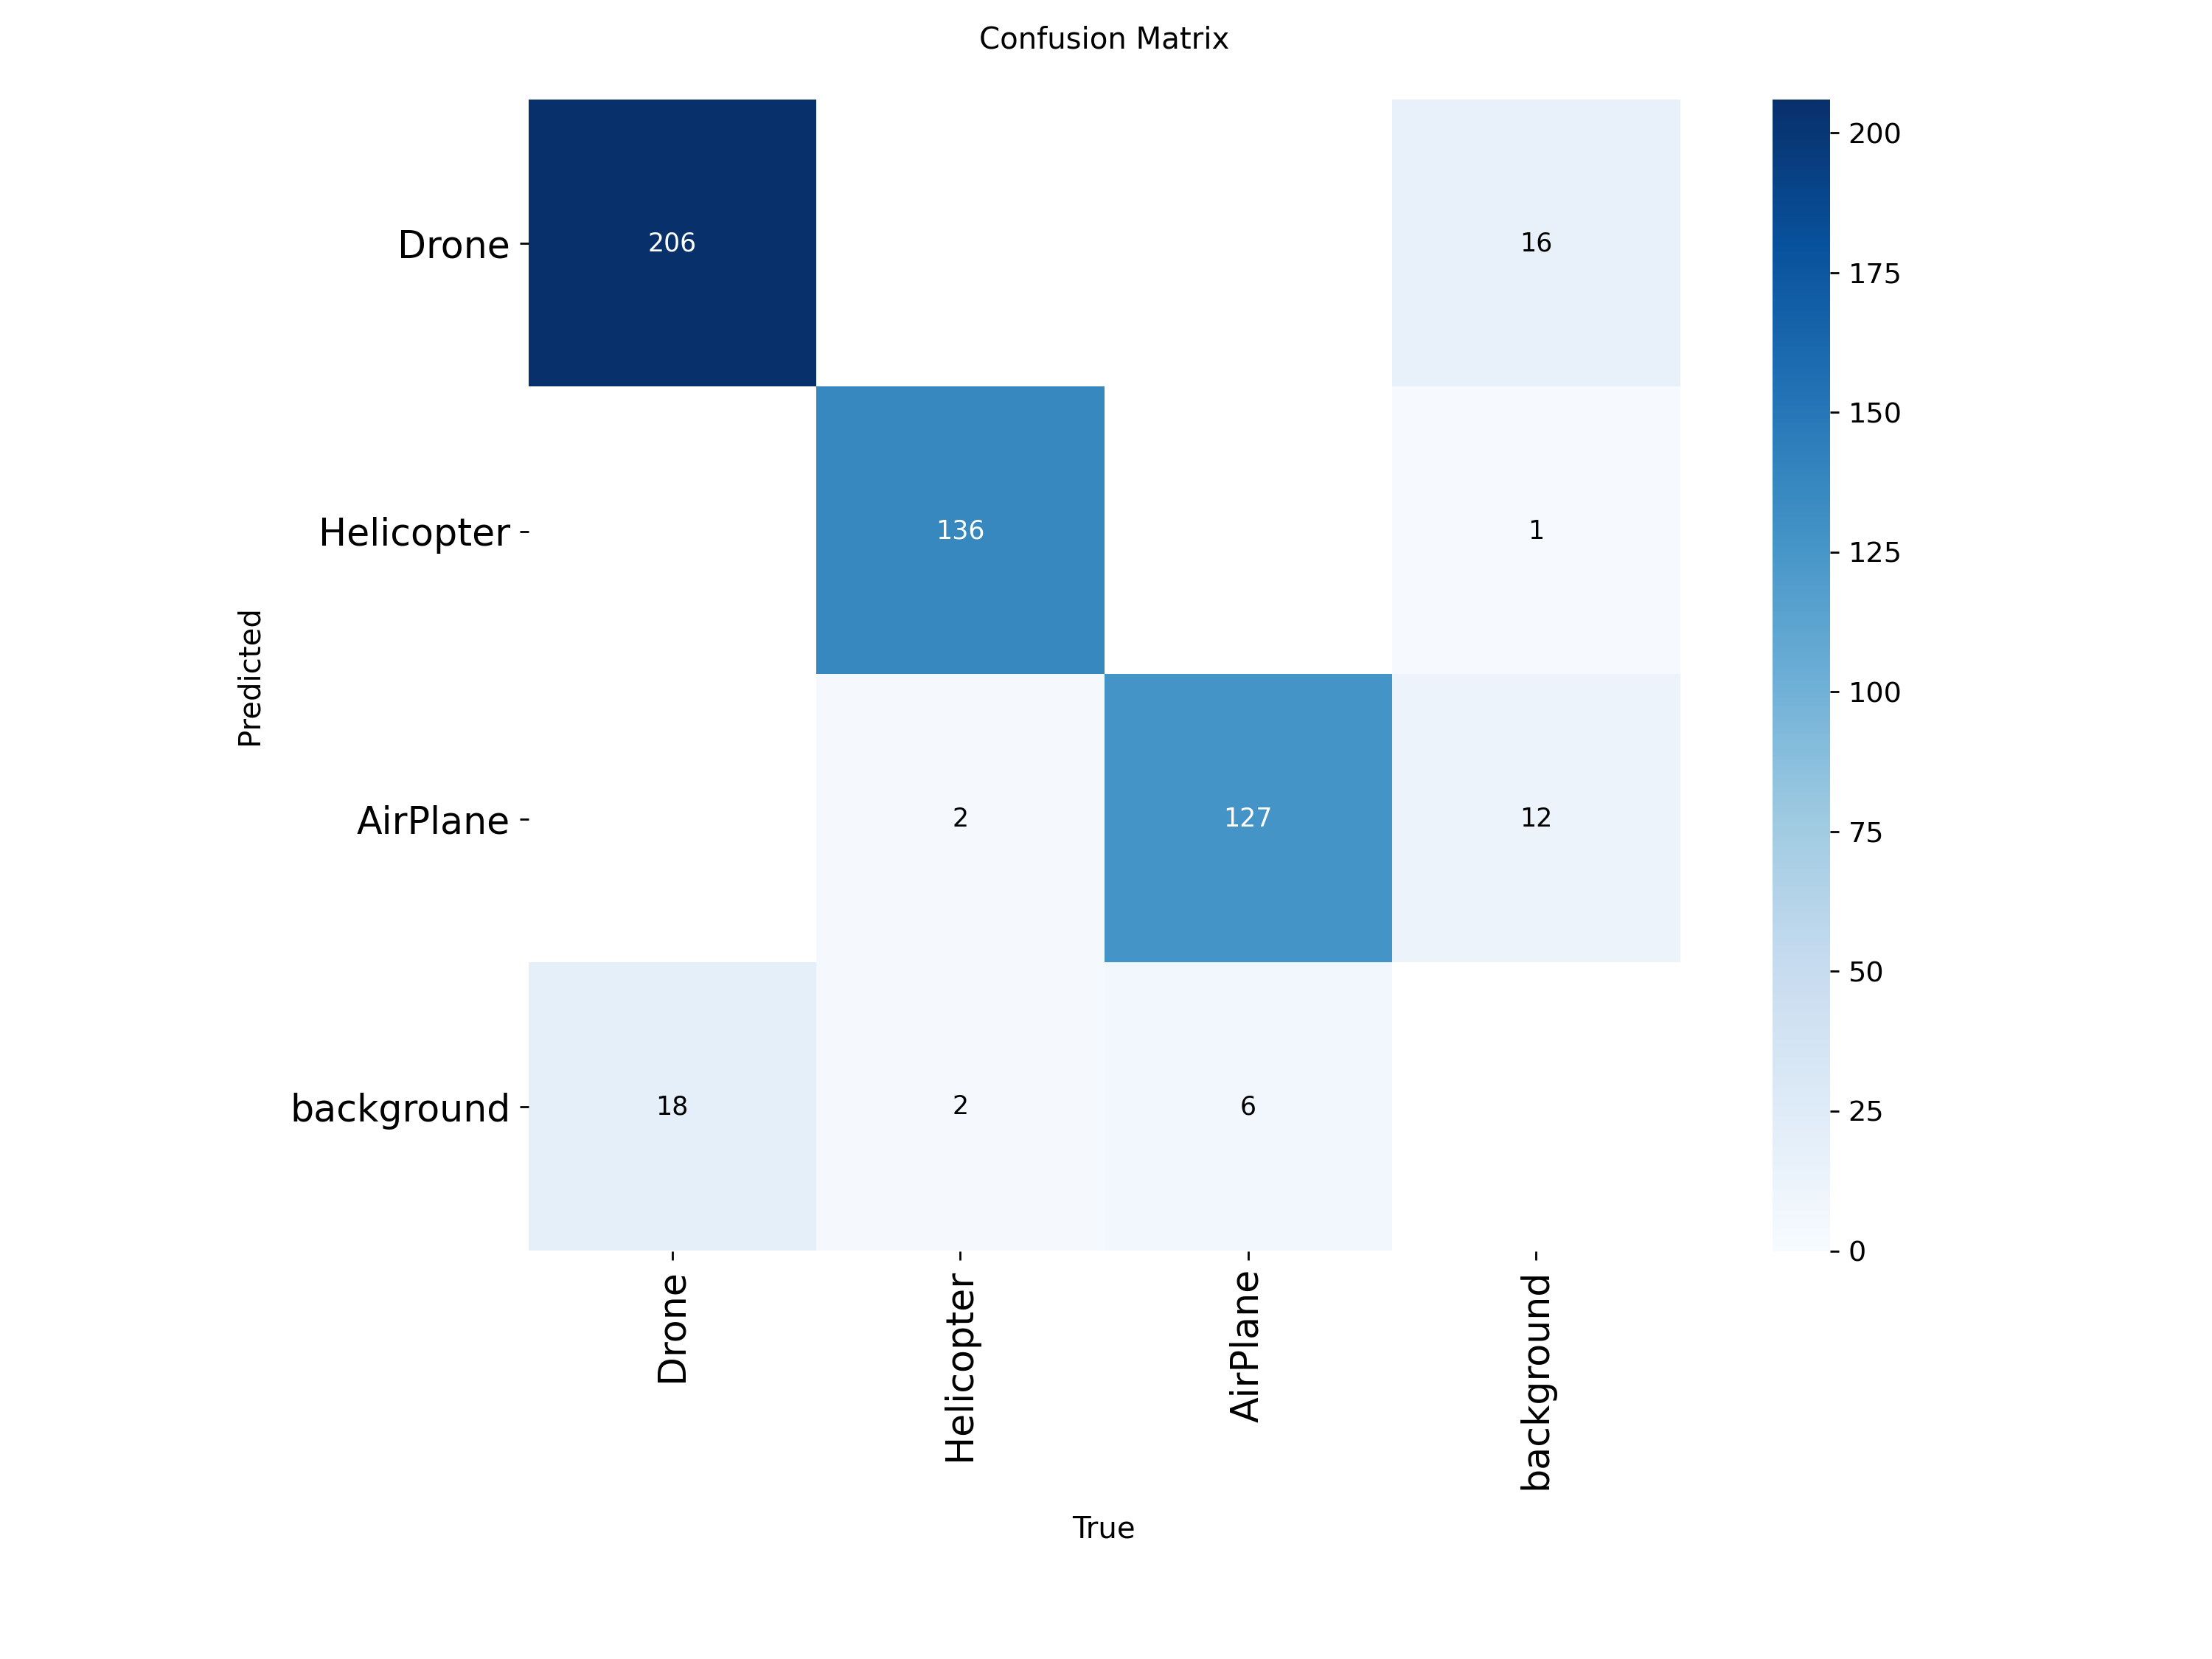 Confusion Matrix
Predicted
Drone
206
16
Helicopter
136
1
AirPlane
2
127
12
background
18
2
6
Drone
Helicopter
AirPlane
background
True
200
175
150
125
100
75
50
25
0